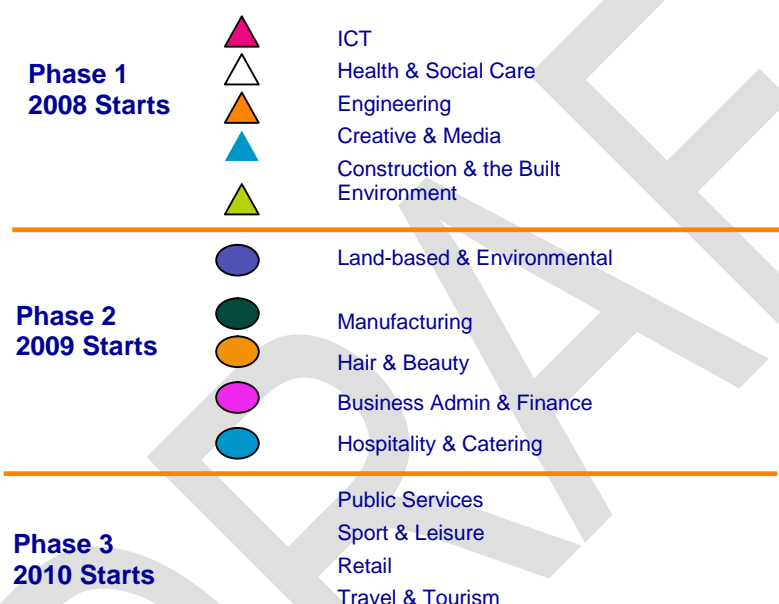 Phase 1
2008 Starts
ICT
Health & Social Care
Engineering
Creative & Media
Construction & the Built
Environment
Phase 2
2009 Starts
Land-based & Environmental
Manufacturing
Hair & Beauty
Business Admin & Finance
Hospitality & Catering
Phase 3
2010 Starts
Public Services
Sport & Leisure
Retail
Travel & Tourism